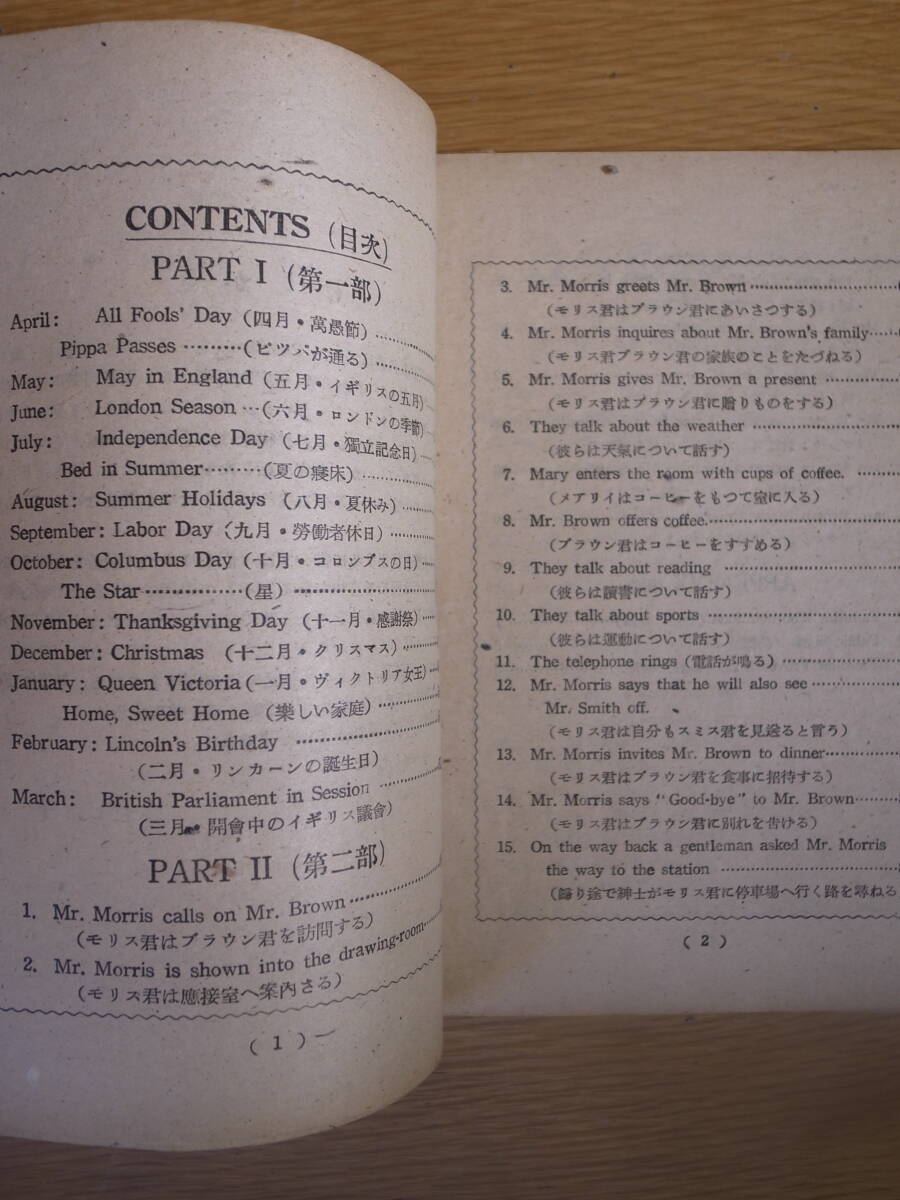 CONTENTS (目次)
PART I (第一部)
April: All Fools' Day (四月・萬愚節)............
Pippa Passes ·········(ピツパが通る)............
May: May in England (五月・イギリスの五月)
June: London Season ···(六月・ロンドンの季節)
July: Independence Day (七月・獨立記念日)
Bed in Summer·········(夏の寝床)............
August: Summer Holidays (八月・夏休み)......
September: Labor Day (九月・勞働者休日)
October: Columbus Day (十月・コロンブスの日)......
The Star···············(星)························
November: Thanksgiving Day (十一月・感謝祭)......
December: Christmas (十二月・クリスマス)......
January: Queen Victoria (一月・ヴィクトリア女王)
Home, Sweet Home (樂しい家庭)............
February: Lincoln's Birthday ························
(二月・リンカーンの誕生日)
March: British Parliament in Session ············
(三月・開會中のイギリス議會)
PART II (第二部)
1. Mr. Morris calls on Mr. Brown ············
(モリス君はブラウン君を訪問する)
2. Mr. Morris is shown into the drawing-room···
(モリス君は應接室へ案內さる)
( 1 )
3. Mr. Morris greets Mr. Brown ························
(モリス君はブラウン君にあいさつする)
4. Mr. Morris inquires about Mr. Brown's family······
(モリス君ブラウン君の家族のことをたづねる)
5. Mr. Morris gives Mr. Brown a present ············
(モリス君はブラウン君に贈りものをする)
6. They talk about the weather ························
(彼らは天氣について話す)
7. Mary enters the room with cups of coffee. ······
(メアリイはコーヒーをもつて室に入る)
8. Mr. Brown offers coffee.························
(ブラウン君はコーヒーをすすめる)
9. They talk about reading ························
(彼らは讀書について話す)
10. They talk about sports ························
(彼らは運動について話す)
11. The telephone rings (電話が鳴る)··················
12. Mr. Morris says that he will also see ············
Mr. Smith off.
(モリス君は自分もスミス君を見送ると言う)
13. Mr. Morris invites Mr. Brown to dinner············
(モリス君はブラウン君を食事に招待する)
14. Mr. Morris says "Good-bye" to Mr. Brown······
(モリス君はブラウン君に別れを告ける)
15. On the way back a gentleman asked Mr. Morris
the way to the station ························
(歸り途で紳士がモリス君に停車場へ行く路を尋ねる
( 2 )